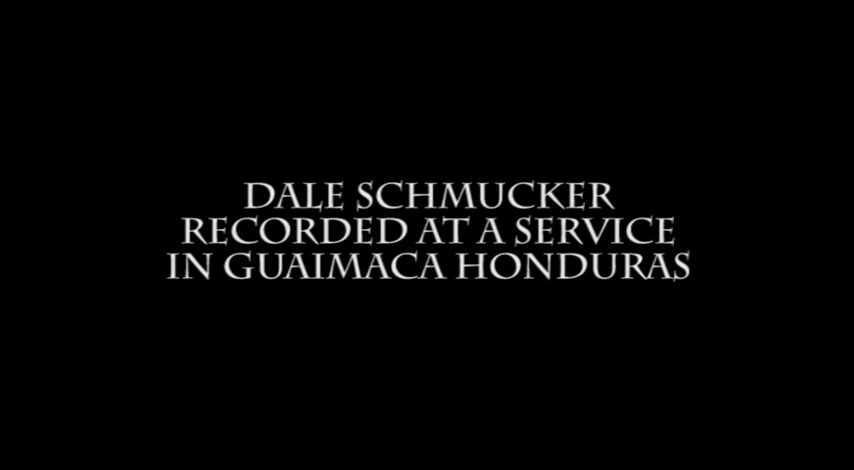 DALE SCHMUCKER
RECORDED AT A SERVICE
IN GUAIMACA HONDURAS